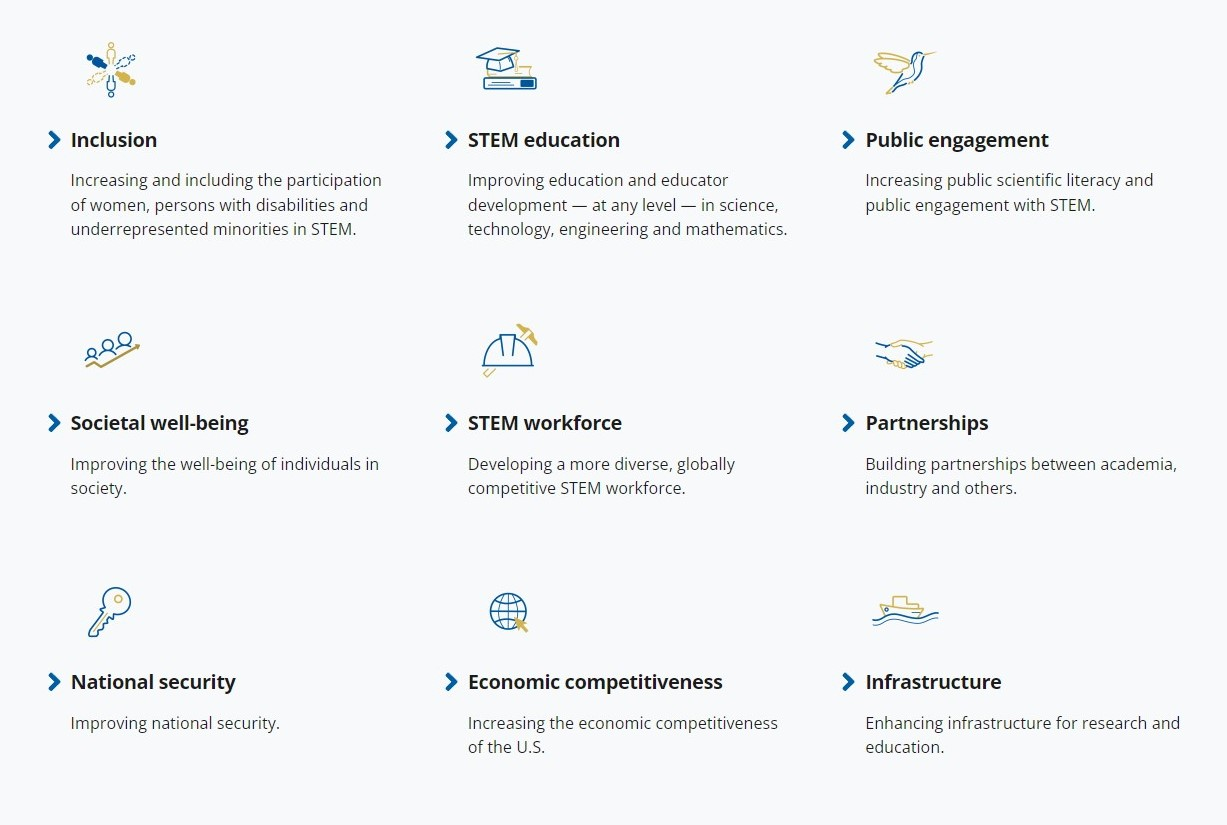 Inclusion
Increasing and including the participation
of women, persons with disabilities and
underrepresented minorities in STEM.
STEM education
Improving education and educator
development — at any level — in science,
technology, engineering and mathematics.
Public engagement
Increasing public scientific literacy and
public engagement with STEM.
Societal well-being
Improving the well-being of individuals in
society.
STEM workforce
Developing a more diverse, globally
competitive STEM workforce.
Partnerships
Building partnerships between academia,
industry and others.
National security
Improving national security.
Economic competitiveness
Increasing the economic competitiveness
of the U.S.
Infrastructure
Enhancing infrastructure for research and
education.